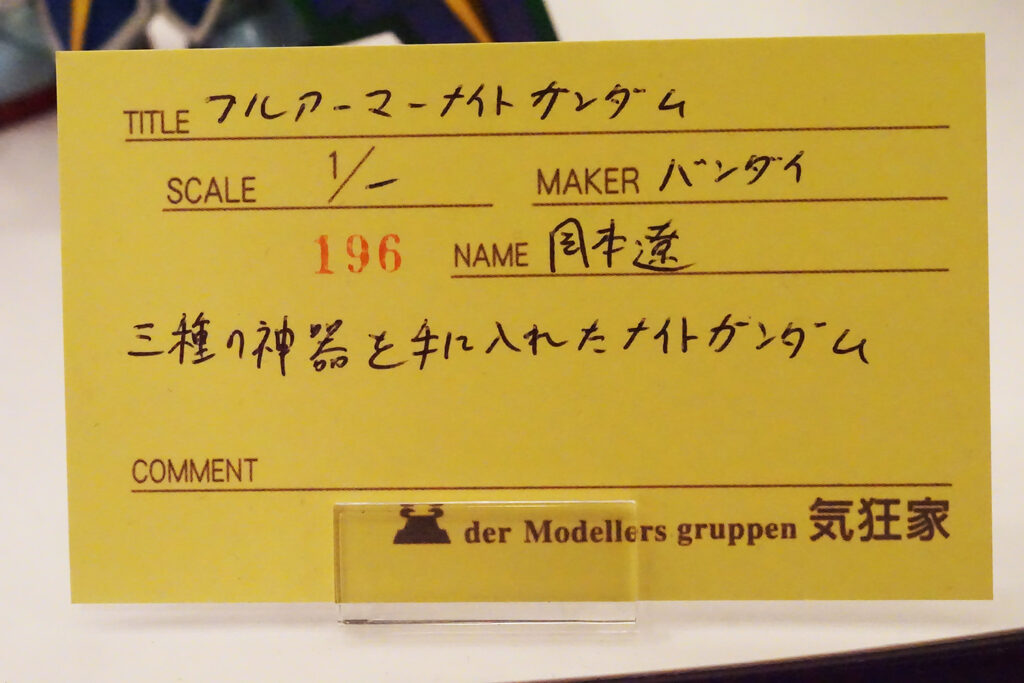 TITLE フルアーマーナイトガンダム
SCALE 1/- MAKER バンダイ
196 NAME 岡本遼
三種の神器を手に入れたナイトガンダム
COMMENT
der Modellers gruppen 気狂家